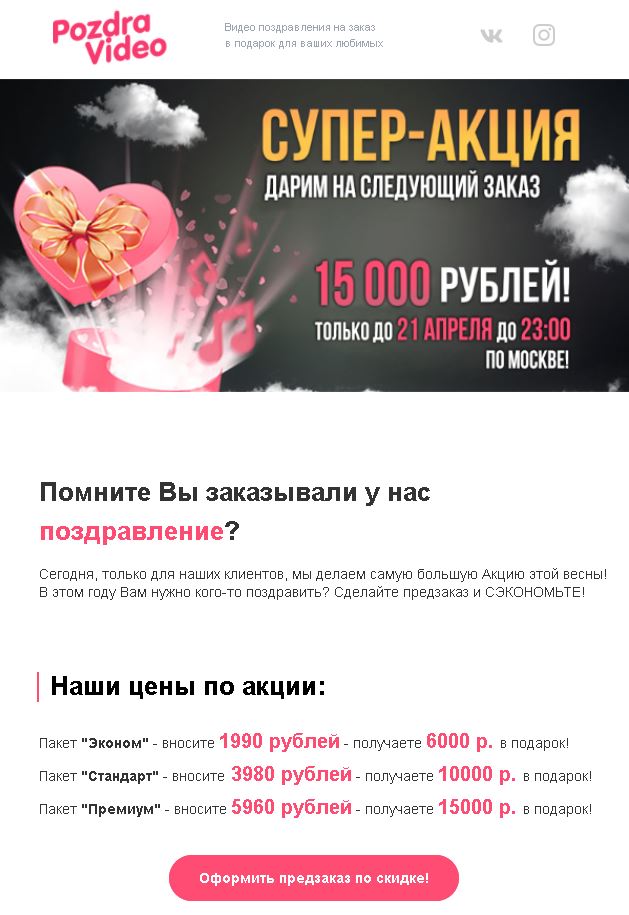 Pozdra
Video
Видео поздравления на заказ
в подарок для ваших любимых
СУПЕР-АКЦИЯ
ДАРИМ НА СЛЕДУЮЩИЙ ЗАКАЗ
15 000 РУБЛЕЙ!
ТОЛЬКО ДО 21 АПРЕЛЯ ДО 23:00
ПО МОСКВЕ!
Помните Вы заказывали у нас
поздравление?
Сегодня, только для наших клиентов, мы делаем самую большую Акцию этой весны!
В этом году Вам нужно кого-то поздравить? Сделайте предзаказ и СЭКОНОМЬТЕ!
Наши цены по акции:
Пакет "Эконом" - вносите 1990 рублей - получаете 6000 р. в подарок!
Пакет "Стандарт" - вносите 3980 рублей - получаете 10000 р. в подарок!
Пакет "Премиум" - вносите 5960 рублей - получаете 15000 р. в подарок!
Оформить предзаказ по скидке!